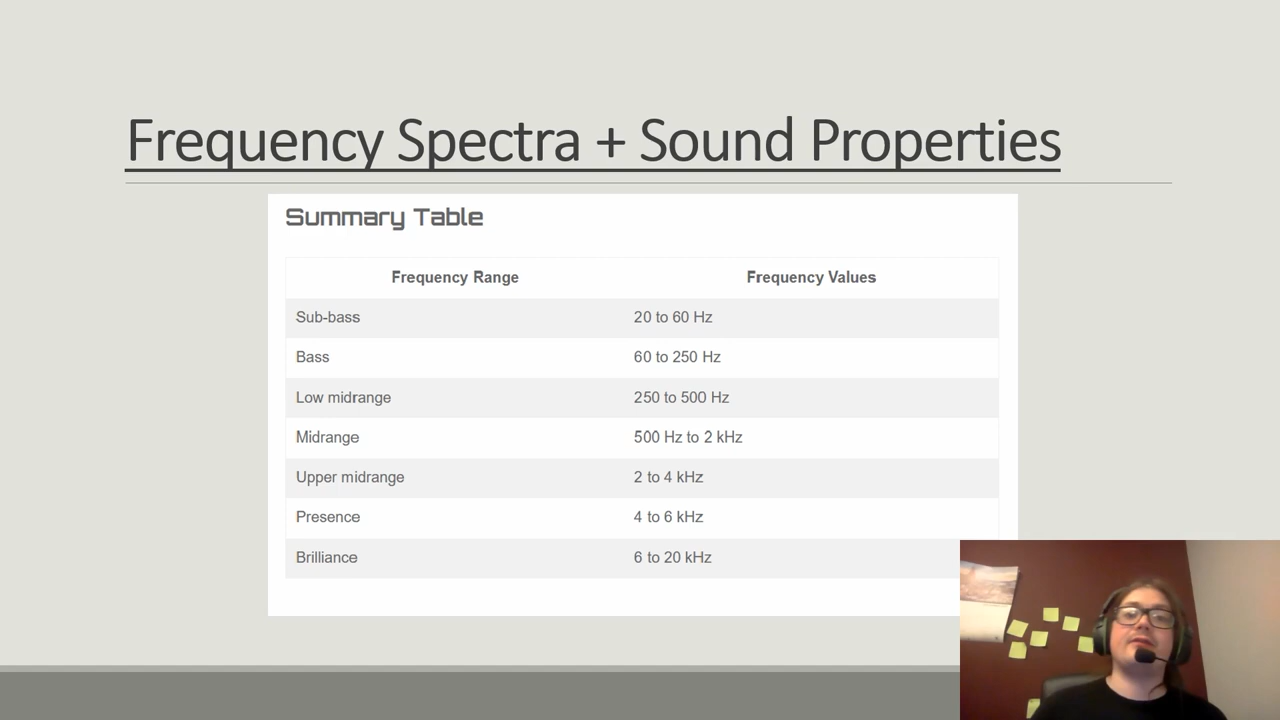 Frequency Spectra + Sound Properties
Summary Table
Frequency Range Frequency Values
Sub-bass 20 to 60 Hz
Bass 60 to 250 Hz
Low midrange 250 to 500 Hz
Midrange 500 Hz to 2 kHz
Upper midrange 2 to 4 kHz
Presence 4 to 6 kHz
Brilliance 6 to 20 kHz